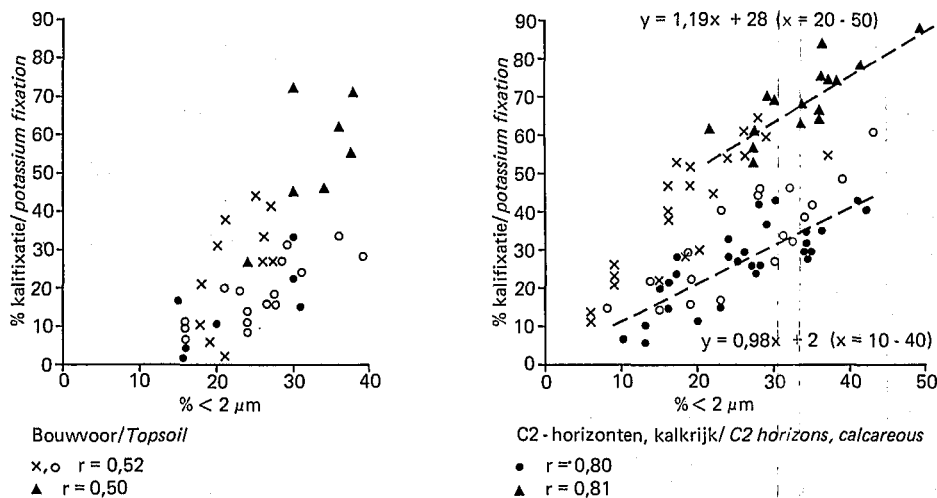 90
80
70
60
50
40
30
20
10
0
% kalifixatie/potassium fixation
0 10 20 30 40
% < 2 μm
Bouwvoor/Topsoil
×,○ r = 0,52
▲ r = 0,50
y = 1,19x + 28 (x = 20 - 50)
90
80
70
60
50
40
30
20
10
0
% kalifixatie/potassium fixation
y = 0,98x + 2 (x = 10 - 40)
0 10 20 30 40 50
% < 2 μm
C2 - horizonten, kalkrijk/ C2 horizons, calcareous
● r = 0,80
▲ r = 0,81